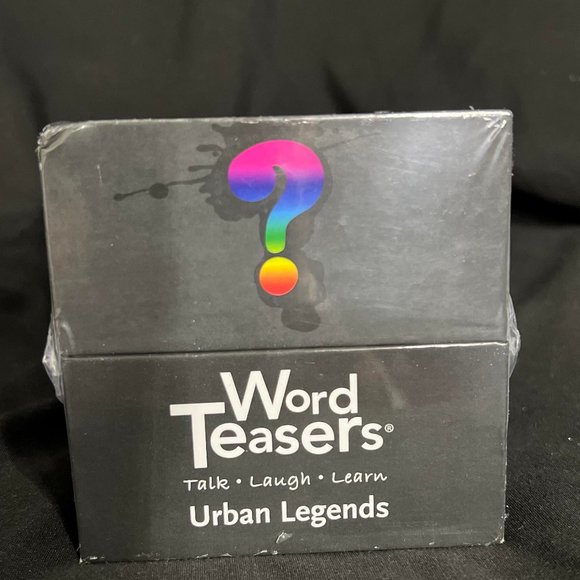 ?
Word
Teasers®
Talk • Laugh • Learn
Urban Legends